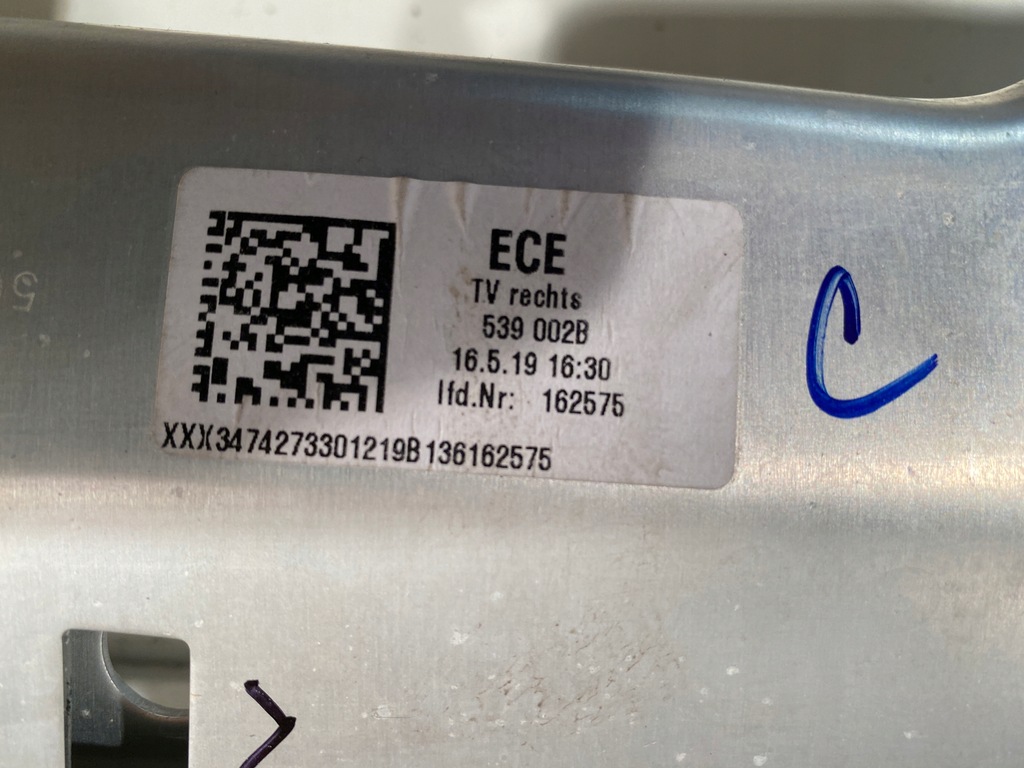 ECE
TV rechts
539 002B
16.5.19 16:30
lfd.Nr: 162575
XXX3474273301219B136162575
C